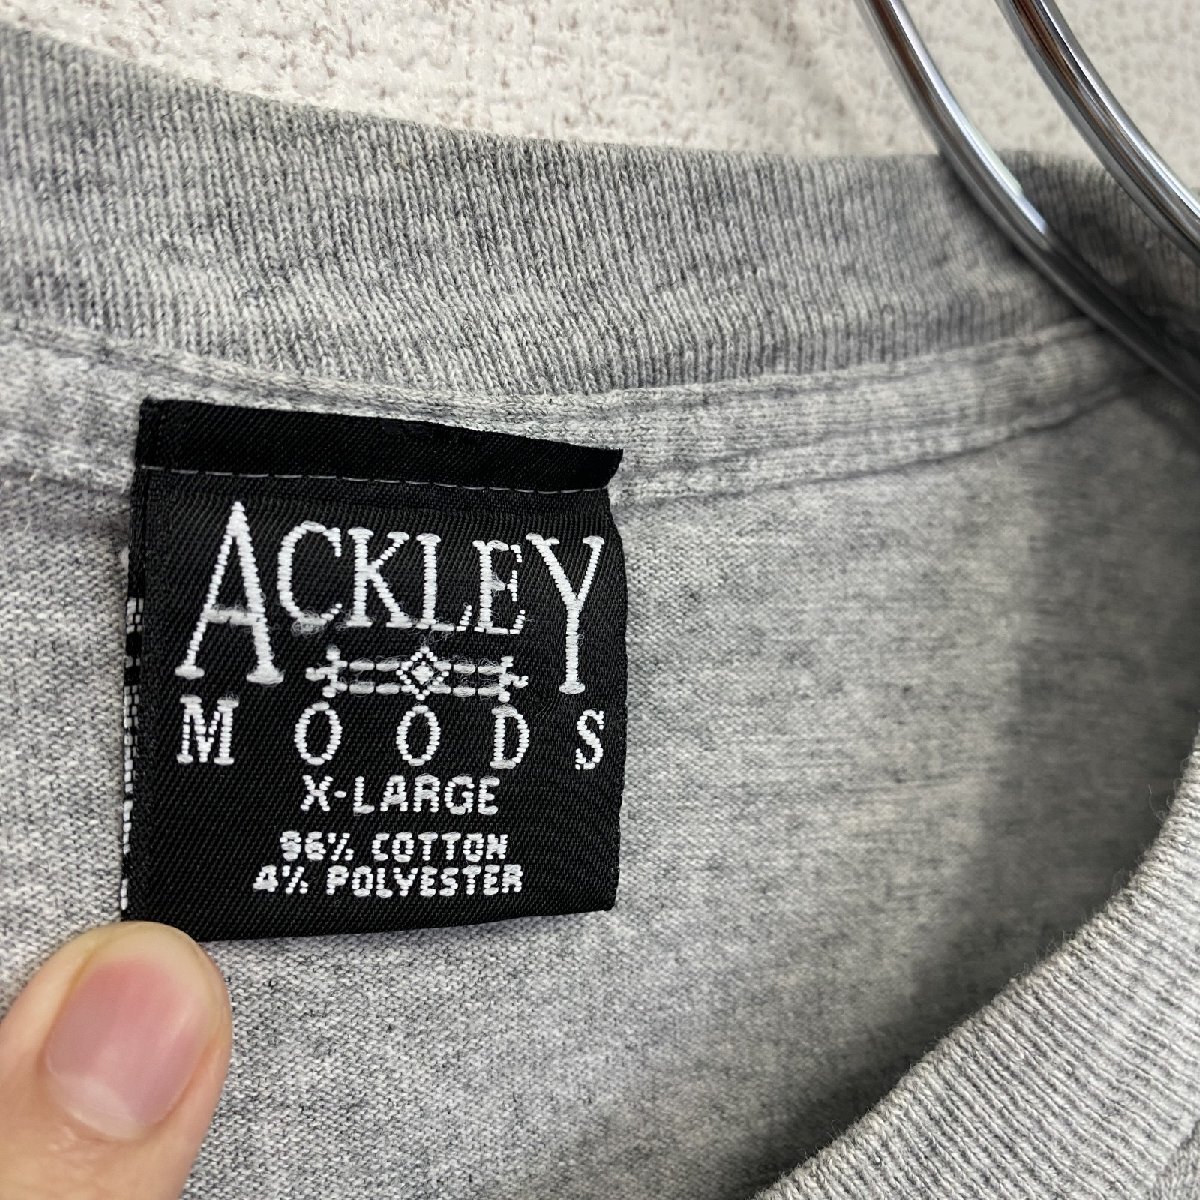 ACKLEY
MOODS
X-LARGE
96% COTTON
4% POLYESTER